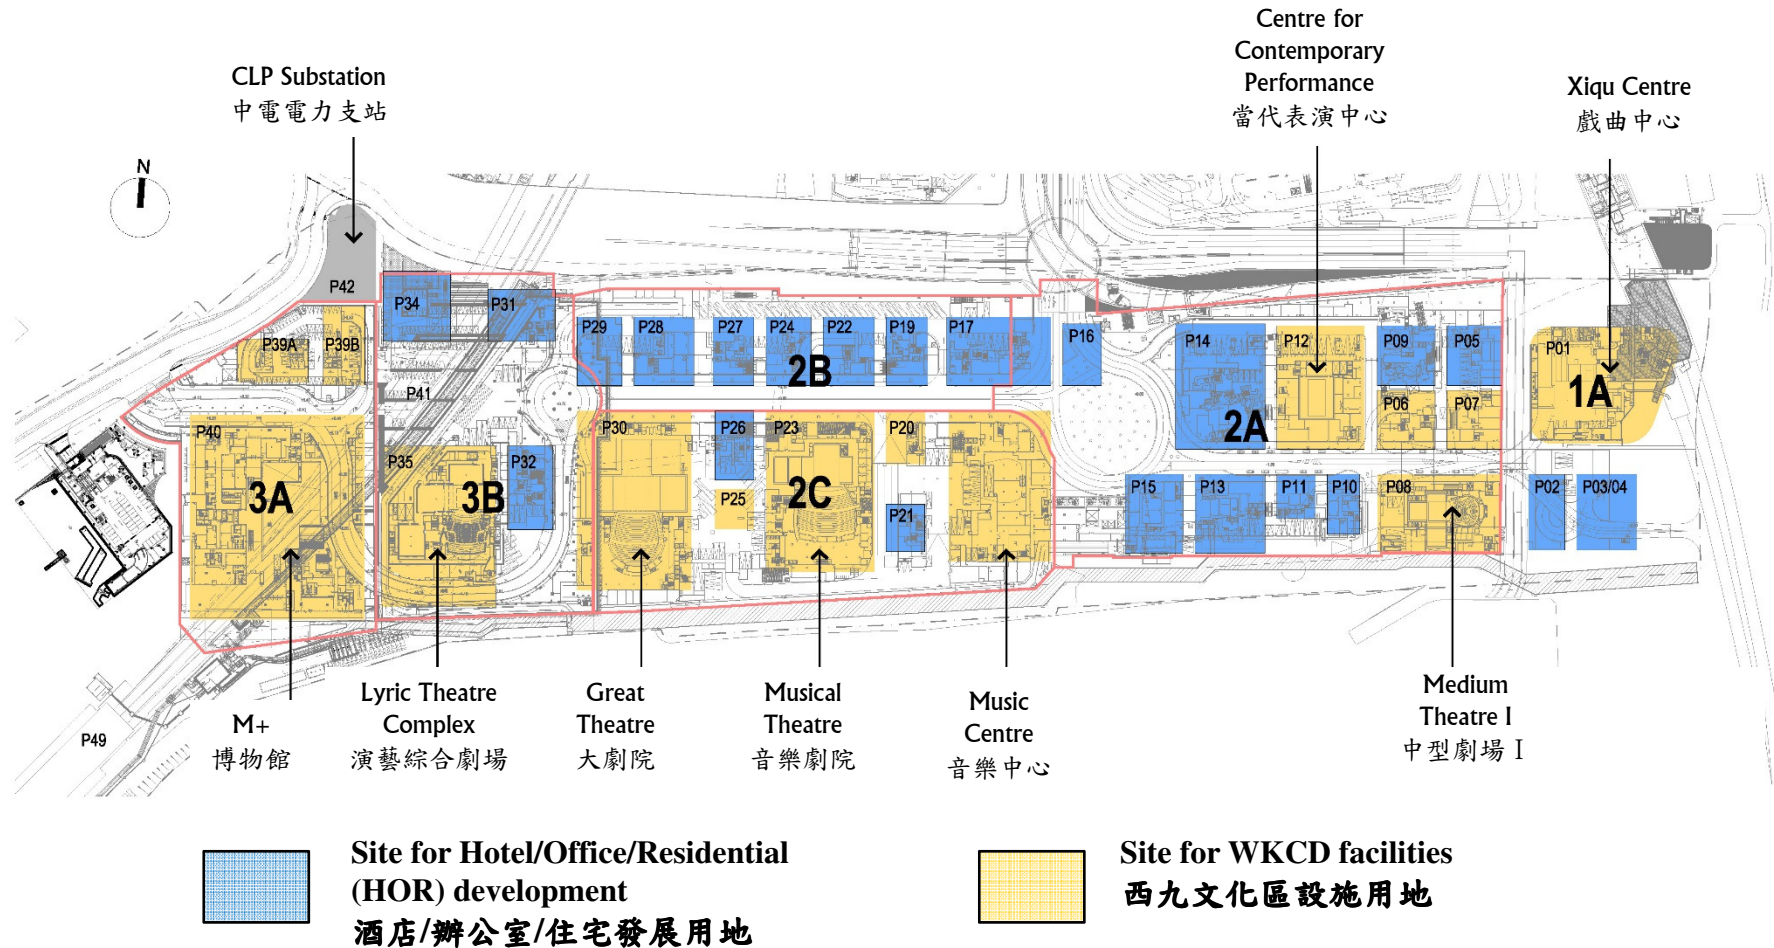 Centre for
Contemporary
Performance
當代表演中心
CLP Substation
中電電力支站
Xiqu Centre
戲曲中心
N
P42
P34
P31
P39A
P39B
P29
P28
P27
P24
P22
P19
P17
P16
P14
P12
P09
P05
P01
2B
P41
1A
P06
P07
2A
P40
P35
P30
P26
P23
P20
P32
3A
3B
P25
2C
P21
P15
P13
P11
P10
P08
P02
P03/04
P49
M+
博物館
Lyric Theatre
Complex
演藝綜合劇場
Great
Theatre
大劇院
Musical
Theatre
音樂劇院
Music
Centre
音樂中心
Medium
Theatre I
中型劇場 I
Site for Hotel/Office/Residential
(HOR) development
酒店/辦公室/住宅發展用地
Site for WKCD facilities
西九文化區設施用地